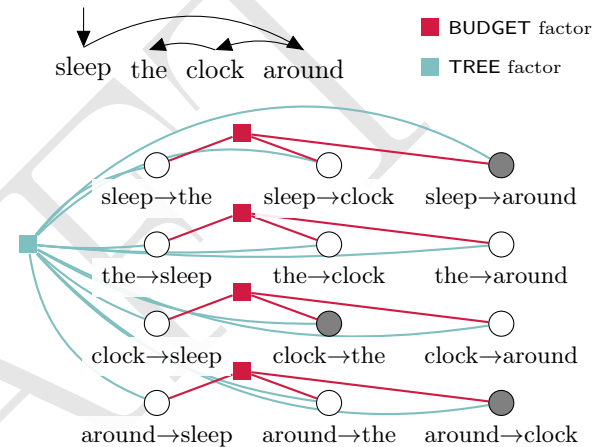 BUDGET factor
sleep the clock around
TREE factor
sleep→the sleep→clock sleep→around
the→sleep the→clock the→around
clock→sleep clock→the clock→around
around→sleep around→the around→clock